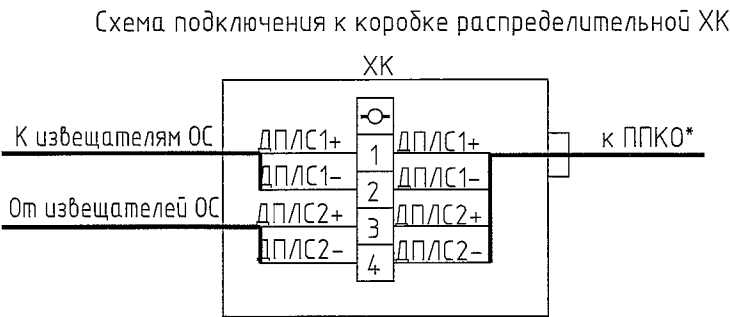 Схема подключения к коробке распределительной ХК
ХК
К извещателям ОС ДПЛС1+ 1 ДПЛС1+ к ППКО*
ДПЛС1- 2 ДПЛС1-
От извещателей ОС ДПЛС2+ 3 ДПЛС2+
ДПЛС2- 4 ДПЛС2-